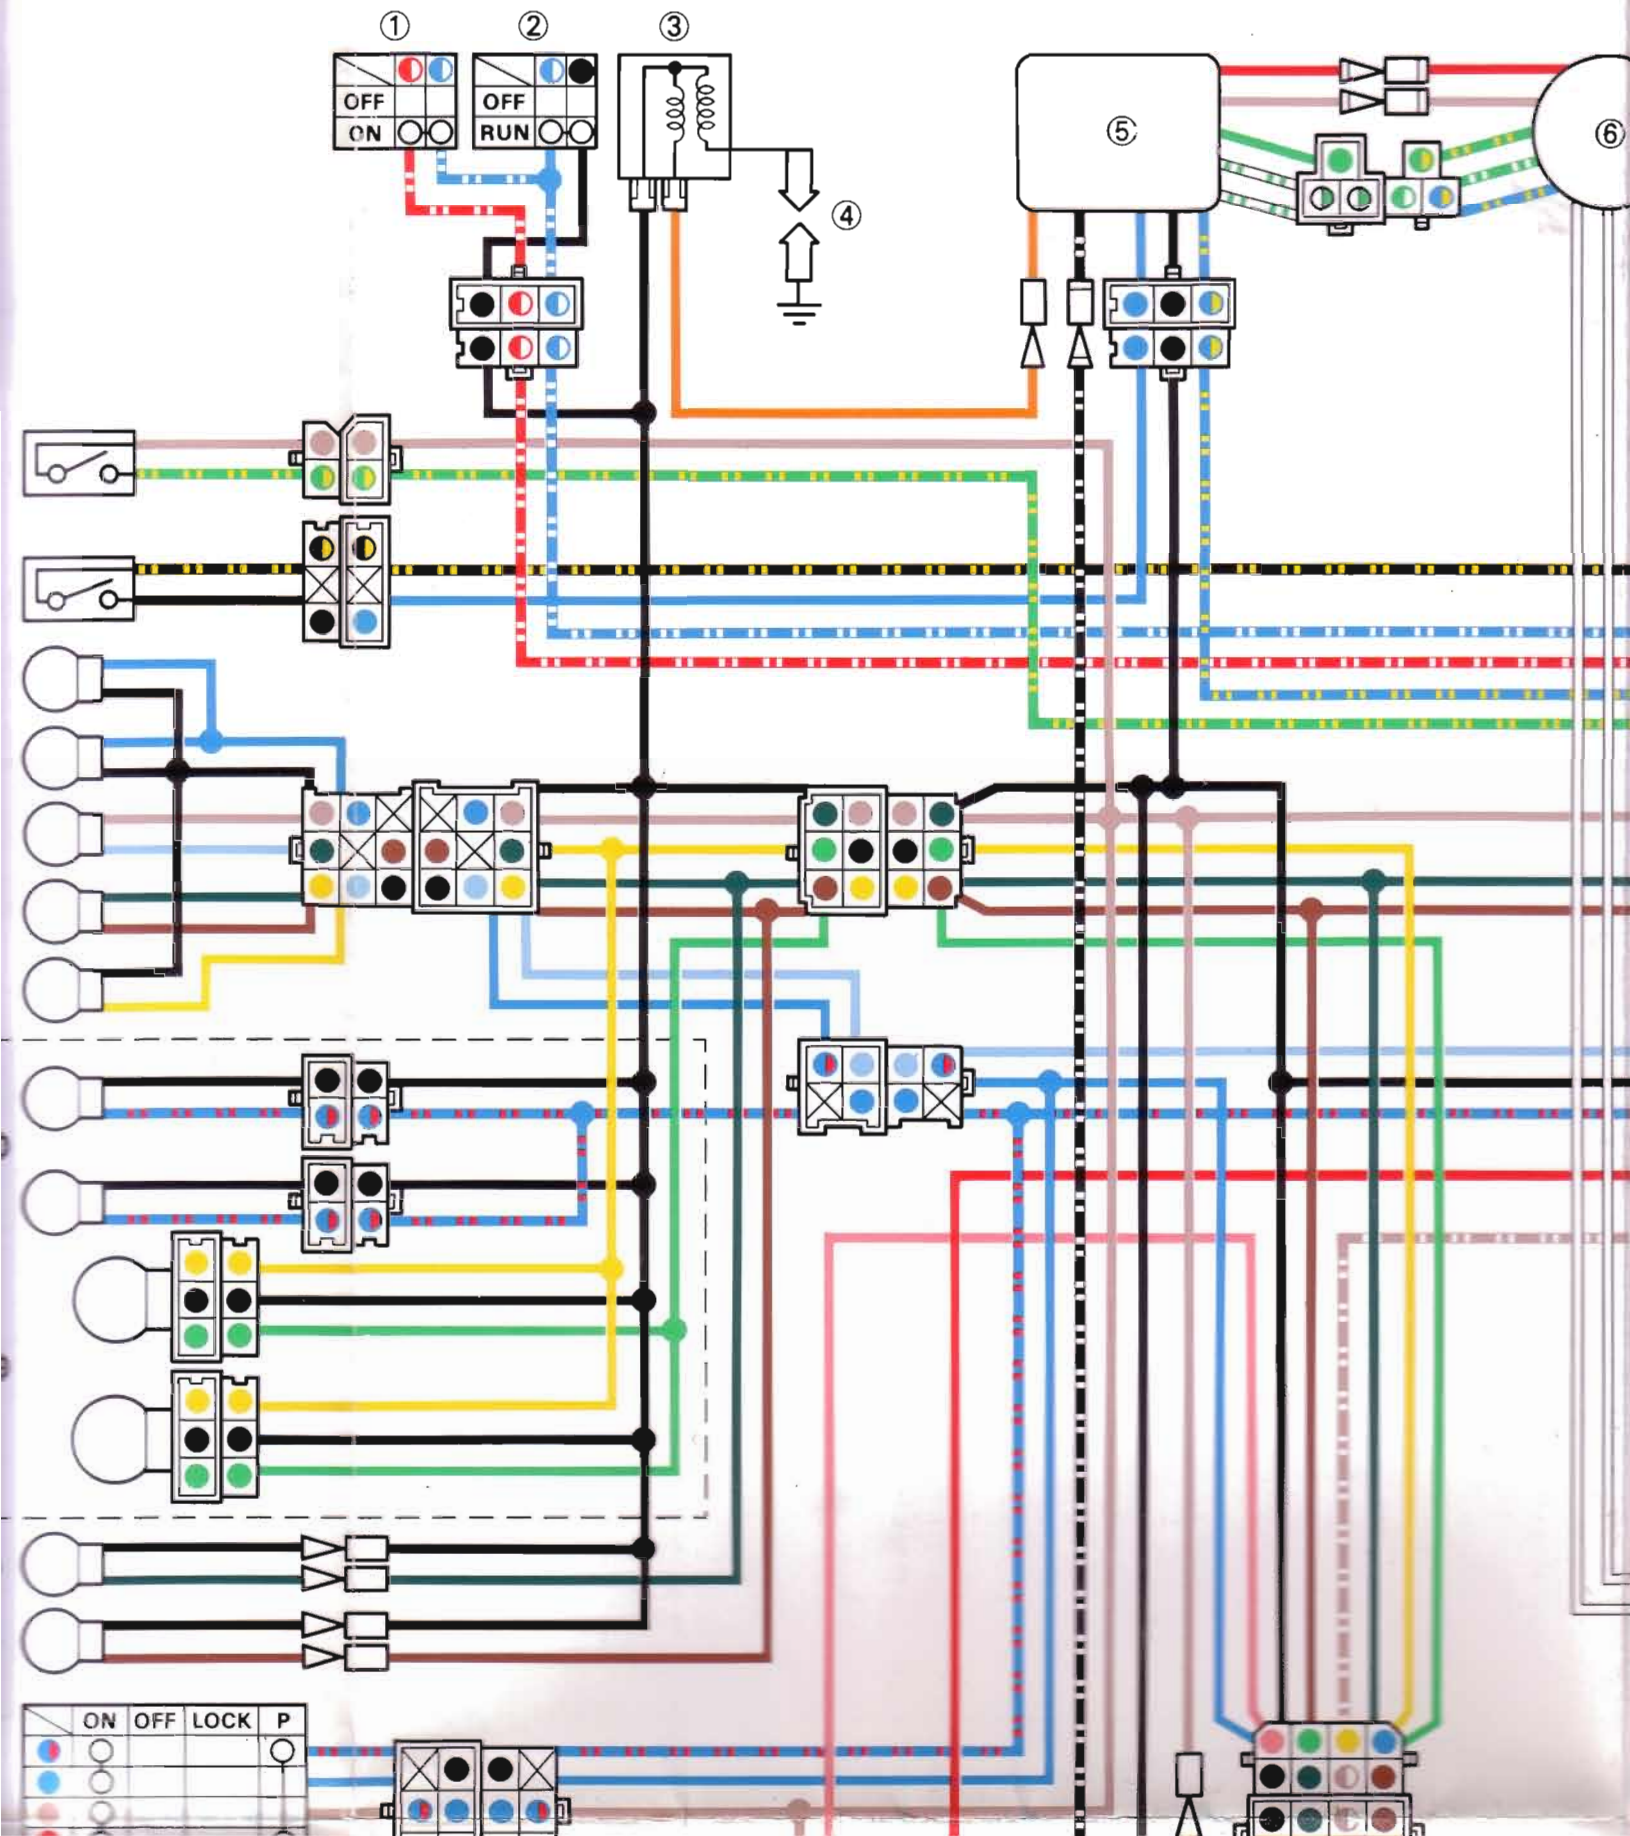 ① ② ③
OFF
ON
OFF
RUN
④
⑤
⑥
ON OFF LOCK P